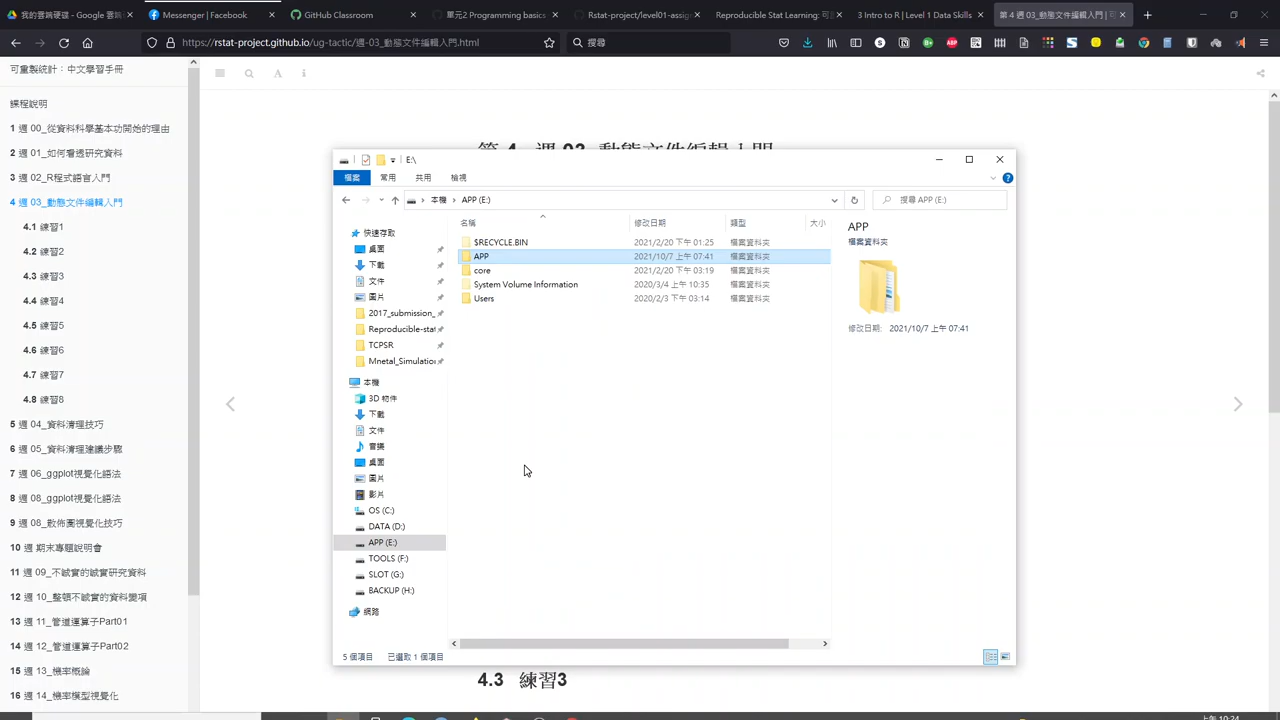 我的雲端硬碟 - Google 雲端
Messenger | Facebook
GitHub Classroom
單元2 Programming basics
Rstat-project/level01-assig
Reproducible Stat Learning: 可
3 Intro to R | Level 1 Data Skills
第 4 週 03_動態文件編輯入門 | 可
https://rstat-project.github.io/ug-tactic/週-03_動態文件編輯入門.html
搜尋
可重製統計：中文學習手冊
課程說明
1 週 00_從資料科學基本功開始的理由
2 週 01_如何看透研究資料
3 週 02_R程式語言入門
4 週 03_動態文件編輯入門
4.1 練習1
4.2 練習2
4.3 練習3
4.4 練習4
4.5 練習5
4.6 練習6
4.7 練習7
4.8 練習8
5 週 04_資料清理技巧
6 週 05_資料清理建議步驟
7 週 06_ggplot視覺化語法
8 週 08_ggplot視覺化語法
9 週 08_散佈圖視覺化技巧
10 週 期末專題說明會
11 週 09_不誠實的誠實研究資料
12 週 10_整頓不誠實的資料變項
13 週 11_管道運算子Part01
14 週 12_管道運算子Part02
15 週 13_機率概論
16 週 14_機率模型視覺化
第 4 週 03_動態文件編輯入門
E:\
檔案
常用
共用
檢視
本機
APP (E:)
搜尋 APP (E:)
名稱
修改日期
類型
大小
$RECYCLE.BIN 2021/2/20 下午 01:25 檔案資料夾
APP 2021/10/7 上午 07:41 檔案資料夾
core 2021/2/20 下午 03:19 檔案資料夾
System Volume Information 2020/3/4 上午 10:35 檔案資料夾
Users 2020/2/3 下午 03:14 檔案資料夾
快速存取
桌面
下載
文件
圖片
2017_submission_
Reproducible-stat
TCPSR
Mnetal_Simulation
本機
3D 物件
下載
文件
音樂
桌面
圖片
影片
OS (C:)
DATA (D:)
APP (E:)
TOOLS (F:)
SLOT (G:)
BACKUP (H:)
網路
APP
檔案資料夾
修改日期: 2021/10/7 上午 07:41
5 個項目
已選取 1 個項目
4.3 練習3
上午 10:24